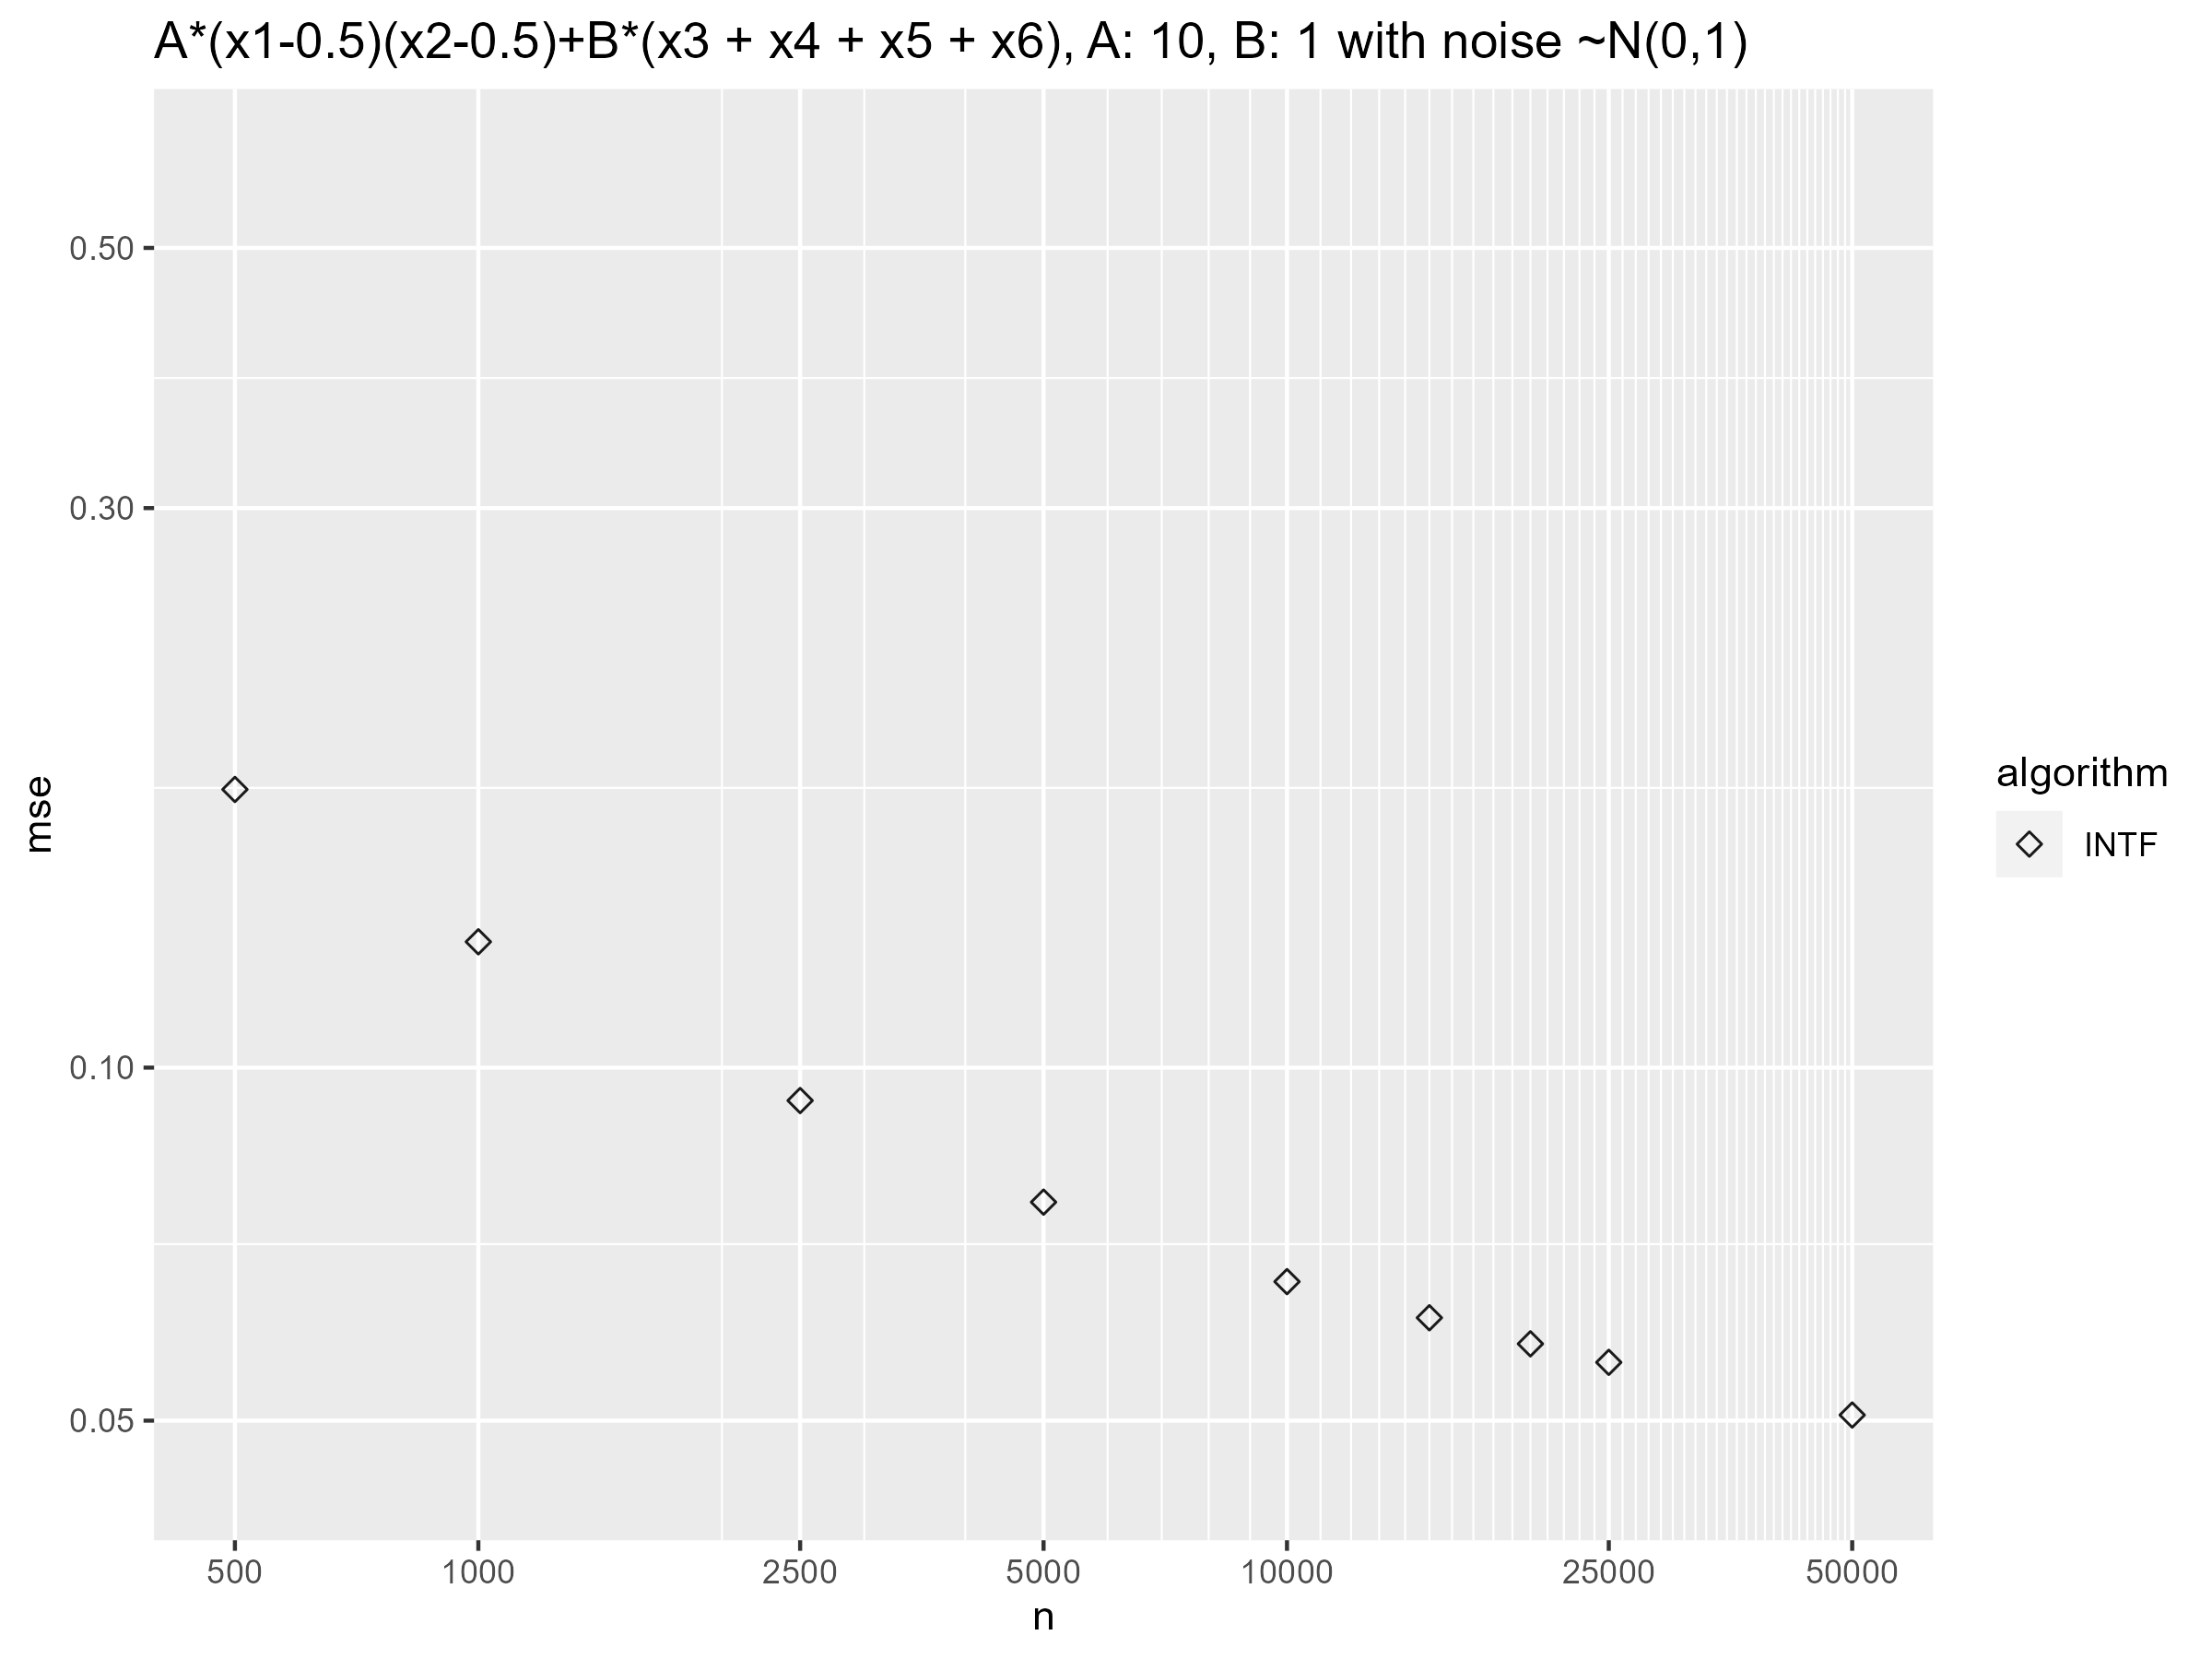 A*(x1-0.5)(x2-0.5)+B*(x3 + x4 + x5 + x6), A: 10, B: 1 with noise ~N(0,1)
0.50
0.30
0.10
0.05
mse
500 1000 2500 5000 10000 25000 50000
n
algorithm
INTF